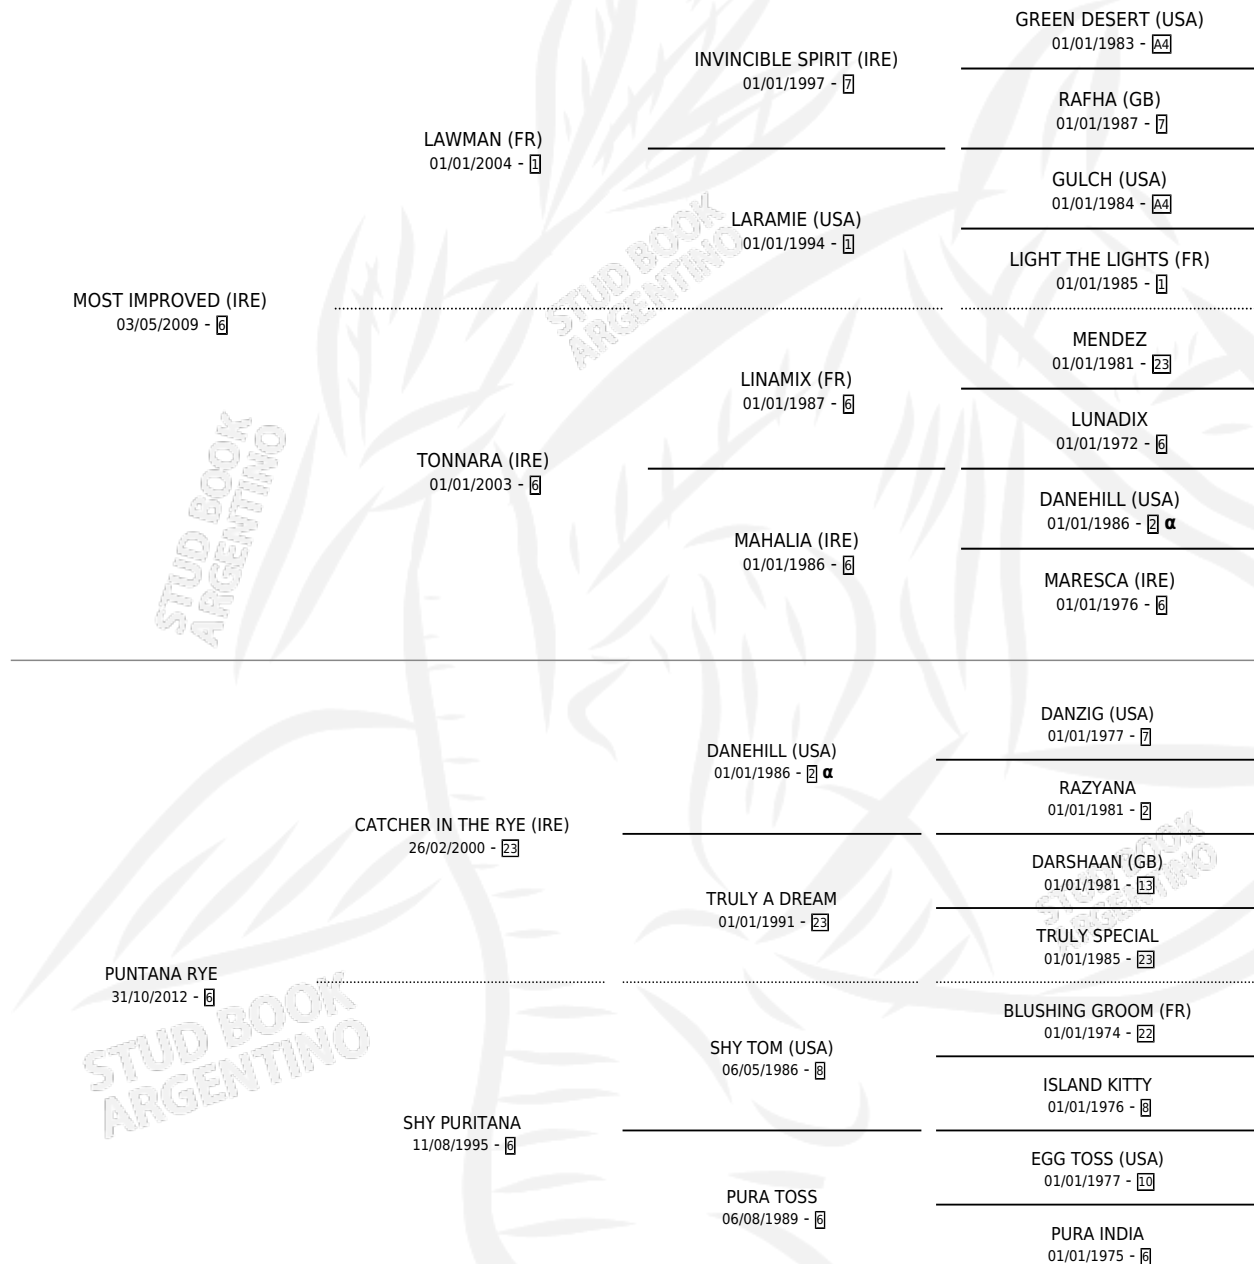 GREEN DESERT (USA)
01/01/1983 - A4
INVINCIBLE SPIRIT (IRE)
01/01/1997 - 7
RAFHA (GB)
01/01/1987 - 7
LAWMAN (FR)
01/01/2004 - 1
GULCH (USA)
01/01/1984 - A4
LARAMIE (USA)
01/01/1994 - 1
LIGHT THE LIGHTS (FR)
01/01/1985 - 1
MOST IMPROVED (IRE)
03/05/2009 - 6
STUD BOOK
ARGENTINO
MENDEZ
01/01/1981 - 23
LINAMIX (FR)
01/01/1987 - 6
LUNADIX
01/01/1972 - 6
TONNARA (IRE)
01/01/2003 - 6
DANEHILL (USA)
01/01/1986 - 2 α
MAHALIA (IRE)
01/01/1986 - 6
MARESCA (IRE)
01/01/1976 - 6
STUD BOOK
ARGENTINO
DANZIG (USA)
01/01/1977 - 7
DANEHILL (USA)
01/01/1986 - 2 α
RAZYANA
01/01/1981 - 2
CATCHER IN THE RYE (IRE)
26/02/2000 - 23
DARSHAAN (GB)
01/01/1981 - 13
STUD BOOK
ARGENTINO
TRULY A DREAM
01/01/1991 - 23
TRULY SPECIAL
01/01/1985 - 23
PUNTANA RYE
31/10/2012 - 6
STUD BOOK
ARGENTINO
BLUSHING GROOM (FR)
01/01/1974 - 22
SHY TOM (USA)
06/05/1986 - 8
ISLAND KITTY
01/01/1976 - 8
SHY PURITANA
11/08/1995 - 6
EGG TOSS (USA)
01/01/1977 - 10
PURA TOSS
06/08/1989 - 6
PURA INDIA
01/01/1975 - 6